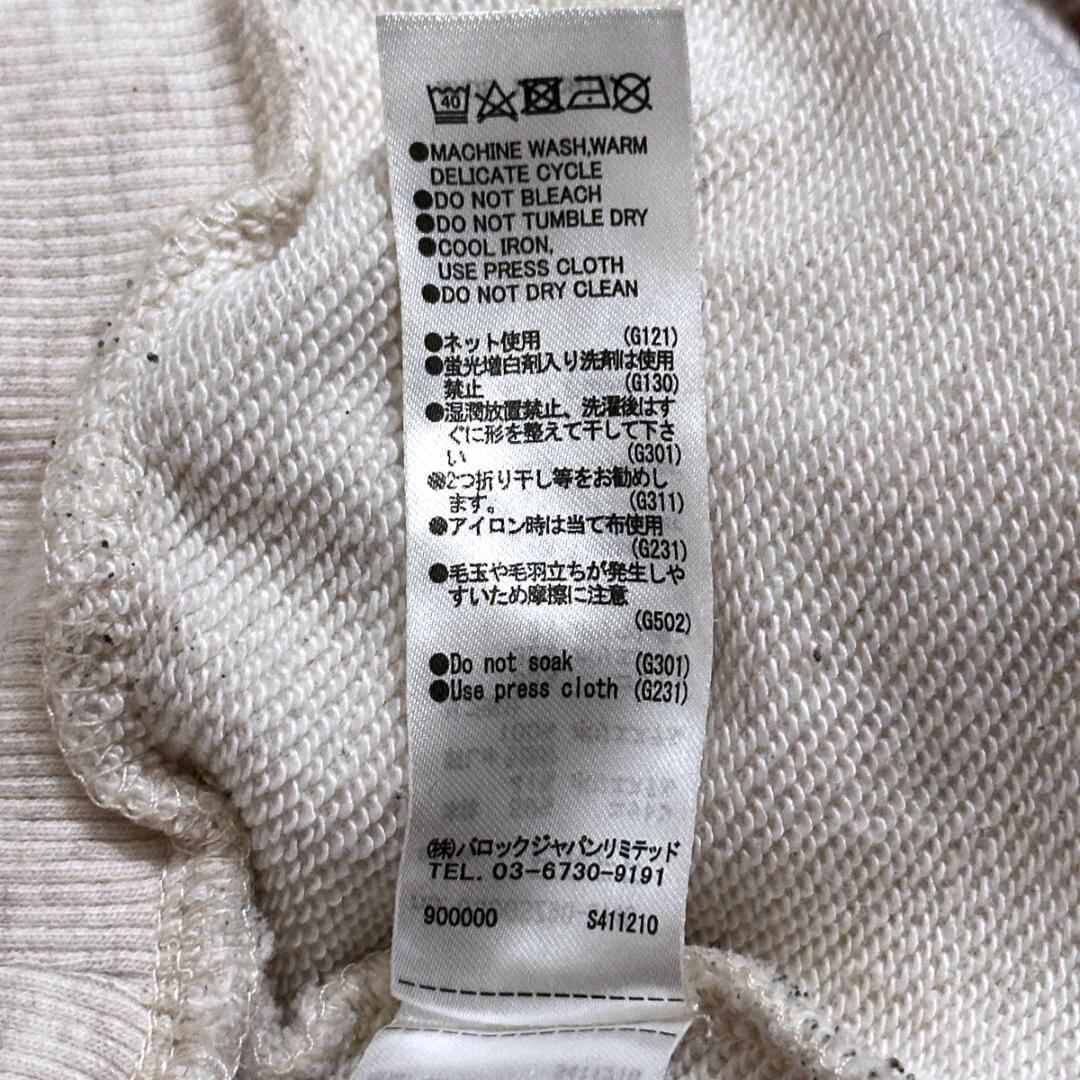 40
●MACHINE WASH,WARM
DELICATE CYCLE
●DO NOT BLEACH
●DO NOT TUMBLE DRY
●COOL IRON,
USE PRESS CLOTH
●DO NOT DRY CLEAN
●ネット使用 (G121)
●蛍光増白剤入り洗剤は使用
禁止 (G130)
●湿潤放置禁止、洗濯後はす
ぐに形を整えて干して下さ
い (G301)
●2つ折り干し等をお勧めし
ます。 (G311)
●アイロン時は当て布使用
(G231)
●毛玉や毛羽立ちが発生しや
すいため摩擦に注意
(G502)
●Do not soak (G301)
●Use press cloth (G231)
(株)バロックジャパンリミテッド
TEL. 03-6730-9191
900000 S411210